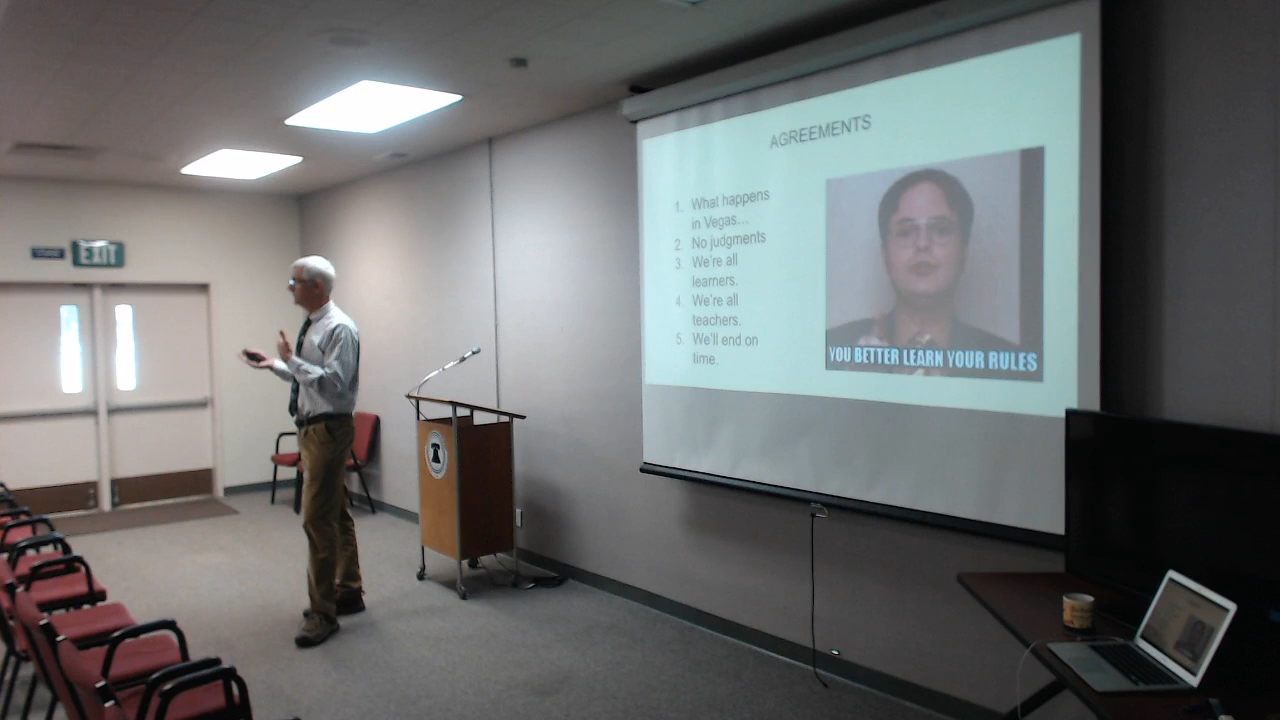 EXIT
AGREEMENTS
1. What happens
in Vegas...
2. No judgments
3. We're all
learners.
4. We're all
teachers.
5. We'll end on
time.
YOU BETTER LEARN YOUR RULES